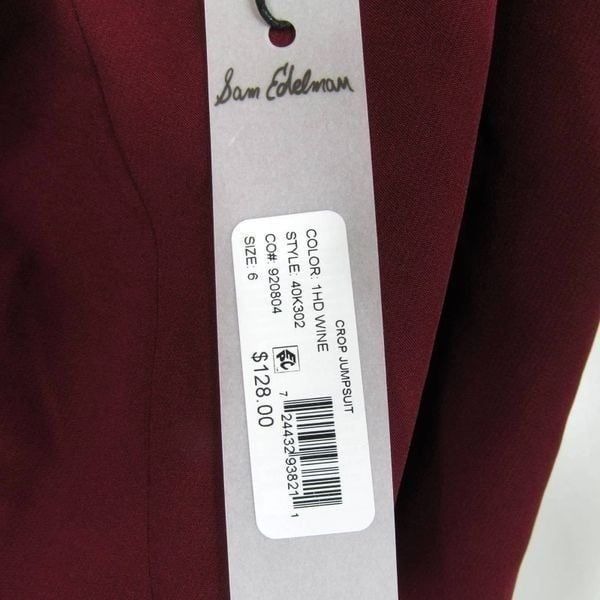 Sam Edelman
CROP JUMPSUIT
COLOR: 1HD WINE
STYLE: 40K302
CO#: 920804
SIZE: 6
$128.00
7 24432 93821 1